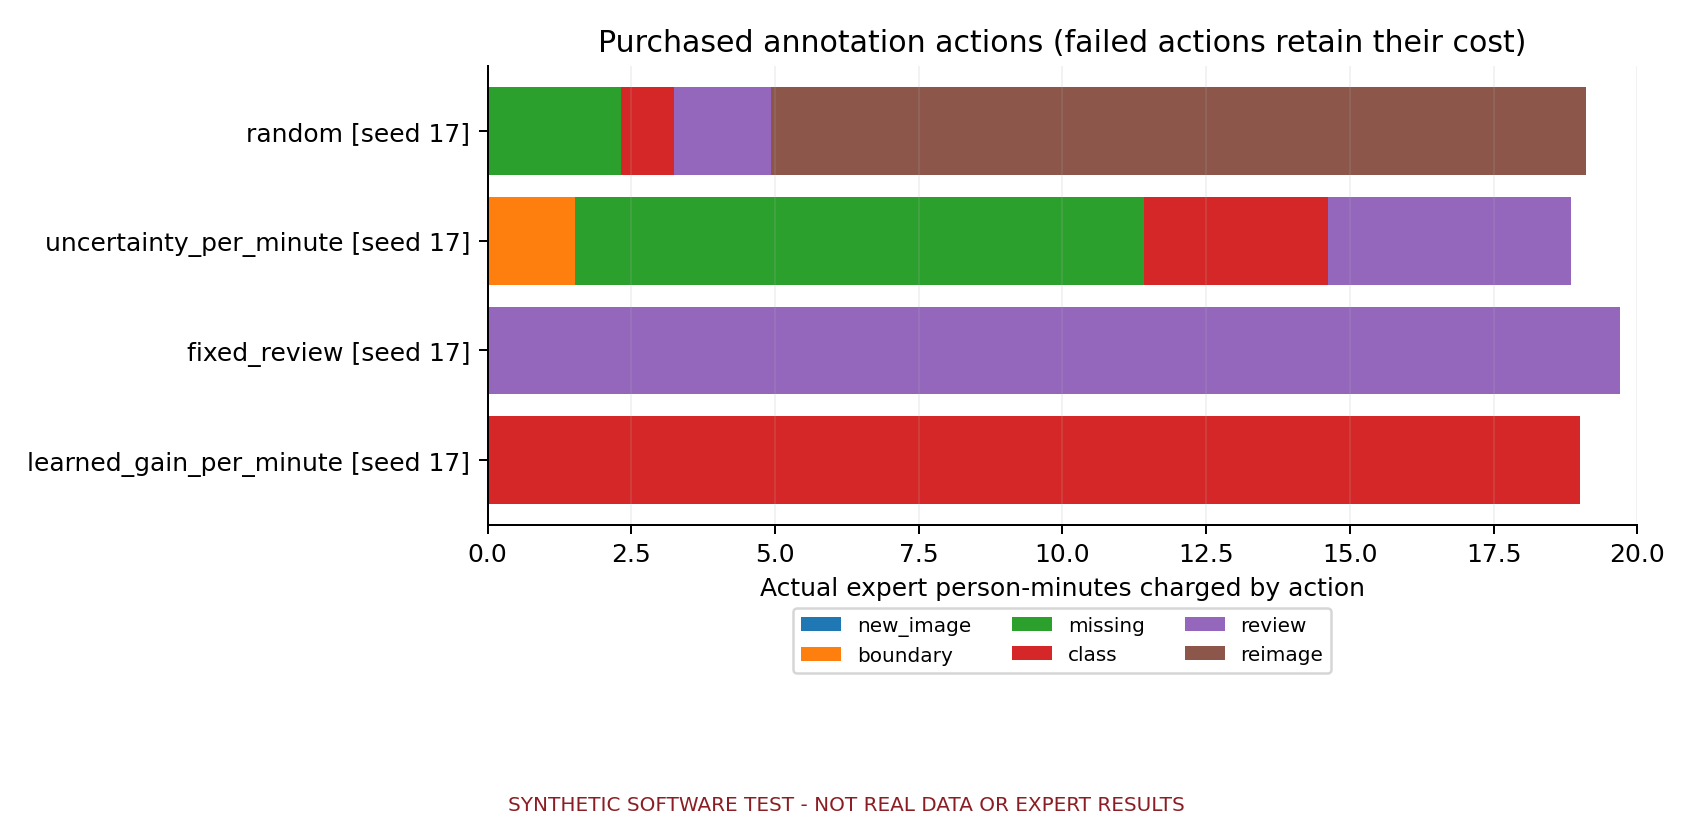 Purchased annotation actions (failed actions retain their cost)
random [seed 17]
uncertainty_per_minute [seed 17]
fixed_review [seed 17]
learned_gain_per_minute [seed 17]
0.0 2.5 5.0 7.5 10.0 12.5 15.0 17.5 20.0
Actual expert person-minutes charged by action
new_image missing review
boundary class reimage
SYNTHETIC SOFTWARE TEST - NOT REAL DATA OR EXPERT RESULTS